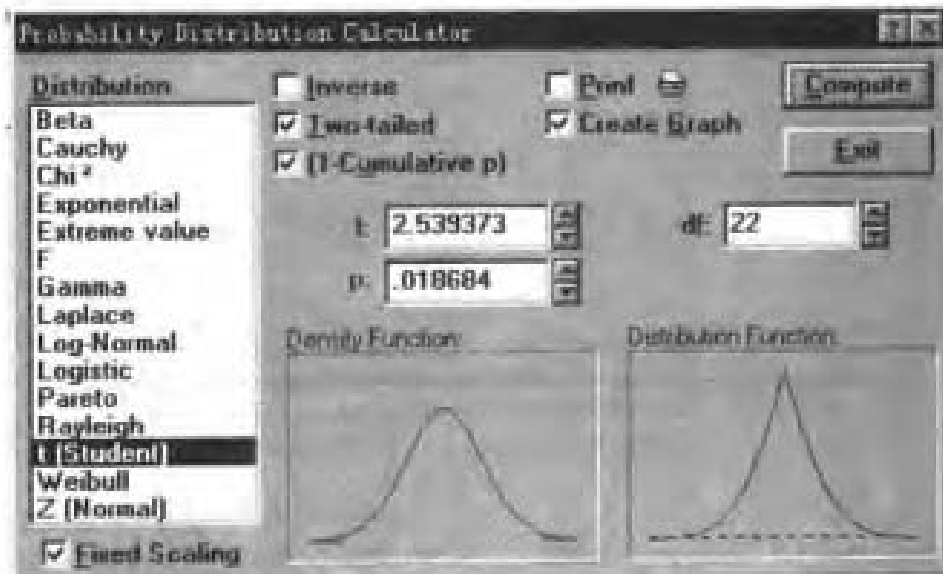 Probability Distribution Calculator
Distribution
Beta
Cauchy
Chi ²
Exponential
Extreme value
F
Gamma
Laplace
Log-Normal
Logistic
Pareto
Rayleigh
t (Student)
Weibull
Z (Normal)
Fixed Scaling
Inverse
Two-tailed
(1-Cumulative p)
Print
Create Graph
Compute
Exit
t: 2.539373
df: 22
p: .018684
Density Function:
Distribution Function: